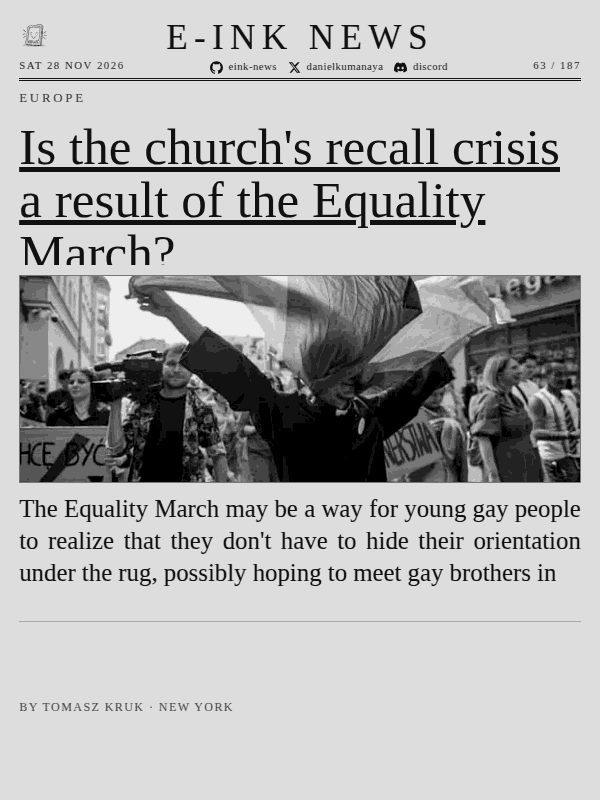 E-INK NEWS
SAT 28 NOV 2026
eink-news danielkumanaya discord
63 / 187
EUROPE
Is the church's recall crisis
a result of the Equality
March?
HCĘ BYĆ
The Equality March may be a way for young gay people
to realize that they don't have to hide their orientation
under the rug, possibly hoping to meet gay brothers in
BY TOMASZ KRUK · NEW YORK